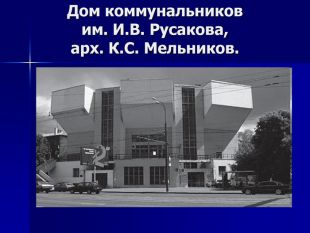 Дом коммунальников
им. И.В. Русакова,
арх. К.С. Мельников.